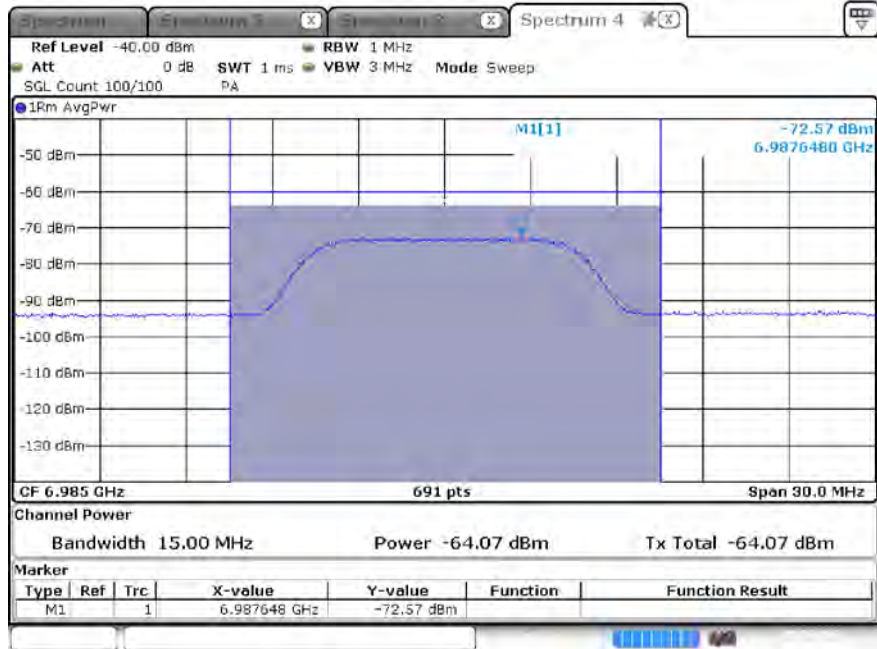 Spectrum Spectrum 3 X Spectrum 2 X Spectrum 4 X
Ref Level -40.00 dBm RBW 1 MHz
Att 0 dB SWT 1 ms VBW 3 MHz Mode Sweep
SGL Count 100/100 PA
1Rm AvgPwr
M1[1] -72.57 dBm
6.9876480 GHz
-50 dBm
-60 dBm
-70 dBm
-80 dBm
-90 dBm
-100 dBm
-110 dBm
-120 dBm
-130 dBm
CF 6.985 GHz 691 pts Span 30.0 MHz
Channel Power
Bandwidth 15.00 MHz Power -64.07 dBm Tx Total -64.07 dBm
Marker
Type Ref Trc X-value Y-value Function Function Result
M1 1 6.987648 GHz -72.57 dBm